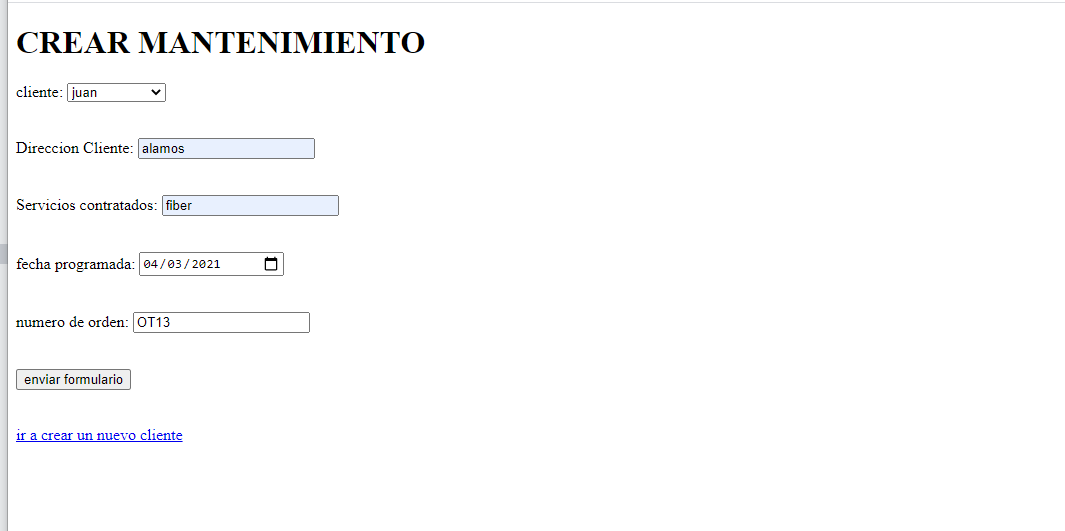 CREAR MANTENIMIENTO
cliente: juan
Direccion Cliente: alamos
Servicios contratados: fiber
fecha programada: 04/03/2021
numero de orden: OT13
enviar formulario
ir a crear un nuevo cliente